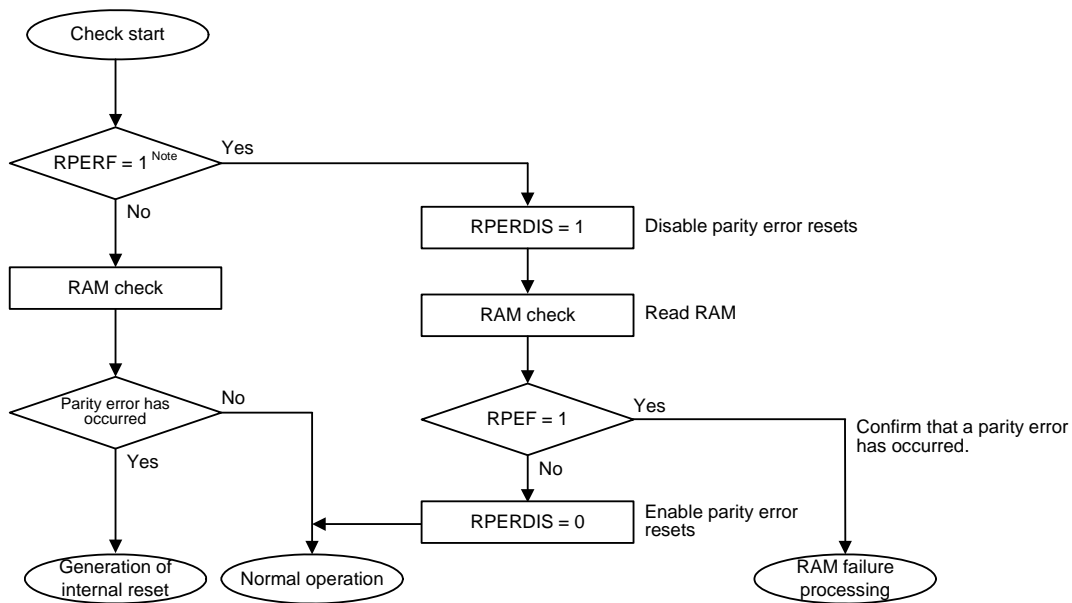 Check start
RPERF = 1 Note
Yes
No
RPERDIS = 1
Disable parity error resets
RAM check
RAM check
Read RAM
Parity error has
occurred
No
Yes
RPEF = 1
Yes
No
Confirm that a parity error
has occurred.
RPERDIS = 0
Enable parity error
resets
Generation of
internal reset
Normal operation
RAM failure
processing